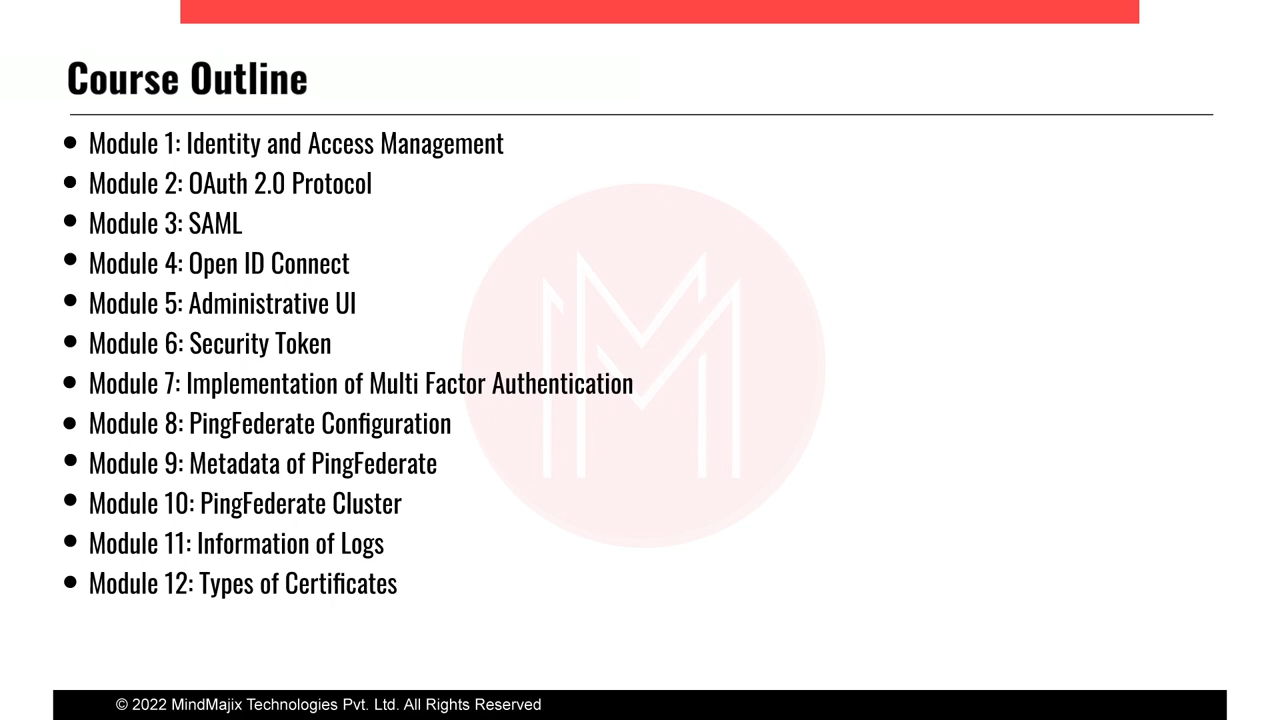 Course Outline
• Module 1: Identity and Access Management
• Module 2: OAuth 2.0 Protocol
• Module 3: SAML
• Module 4: Open ID Connect
• Module 5: Administrative UI
• Module 6: Security Token
• Module 7: Implementation of Multi Factor Authentication
• Module 8: PingFederate Configuration
• Module 9: Metadata of PingFederate
• Module 10: PingFederate Cluster
• Module 11: Information of Logs
• Module 12: Types of Certificates
© 2022 MindMajix Technologies Pvt. Ltd. All Rights Reserved